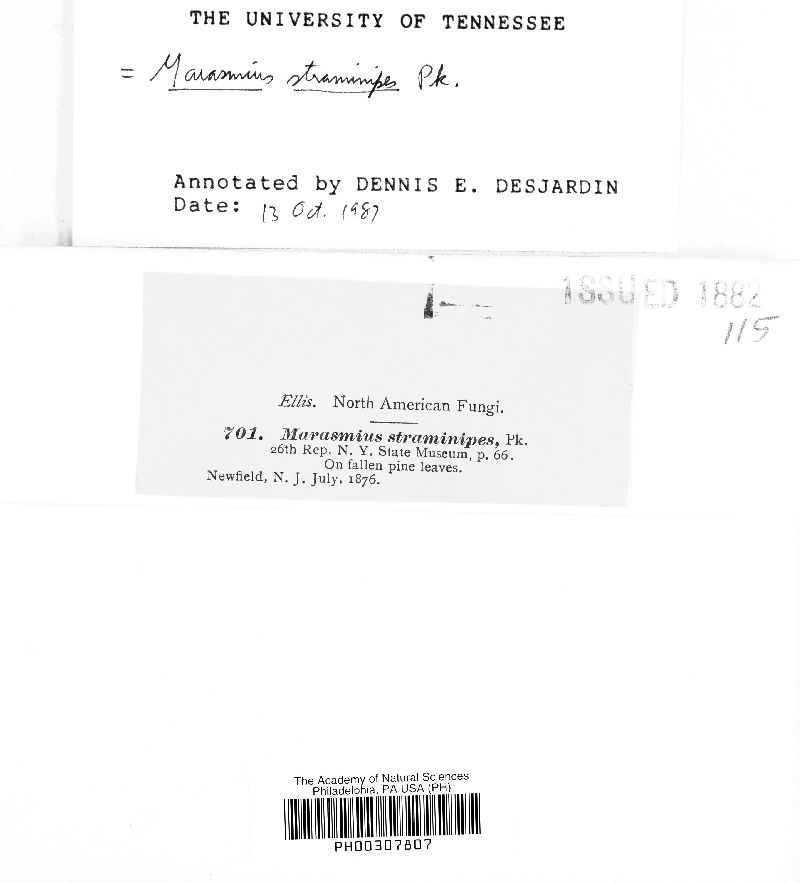 THE UNIVERSITY OF TENNESSEE
= Marasmius straminipes Pk.
Annotated by DENNIS E. DESJARDIN
Date: 13 Oct. 1987
ISSUED 1882
115
Ellis. North American Fungi.
701. Marasmius straminipes, Pk.
26th Rep. N. Y. State Museum, p. 66.
On fallen pine leaves.
Newfield, N. J. July, 1876.
The Academy of Natural Sciences
Philadelphia, PA USA (PH)
PH00307807